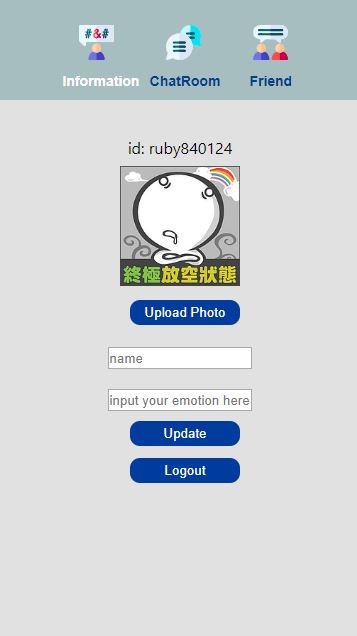 #&#
Information ChatRoom Friend
id: ruby840124
終極放空狀態
Upload Photo
name
input your emotion here
Update
Logout